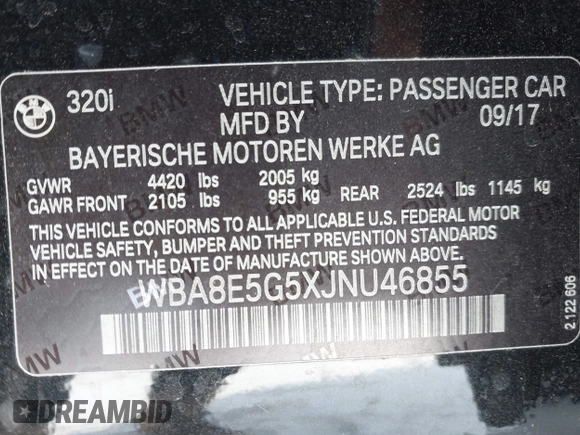 BMW 320i VEHICLE TYPE: PASSENGER CAR
MFD BY 09/17
BAYERISCHE MOTOREN WERKE AG
GVWR 4420 lbs 2005 kg
GAWR FRONT 2105 lbs 955 kg REAR 2524 lbs 1145 kg
THIS VEHICLE CONFORMS TO ALL APPLICABLE U.S. FEDERAL MOTOR
VEHICLE SAFETY, BUMPER AND THEFT PREVENTION STANDARDS IN
EFFECT ON THE DATE OF MANUFACTURE SHOWN ABOVE.
WBA8E5G5XJNU46855
2 122 606
DREAMBID